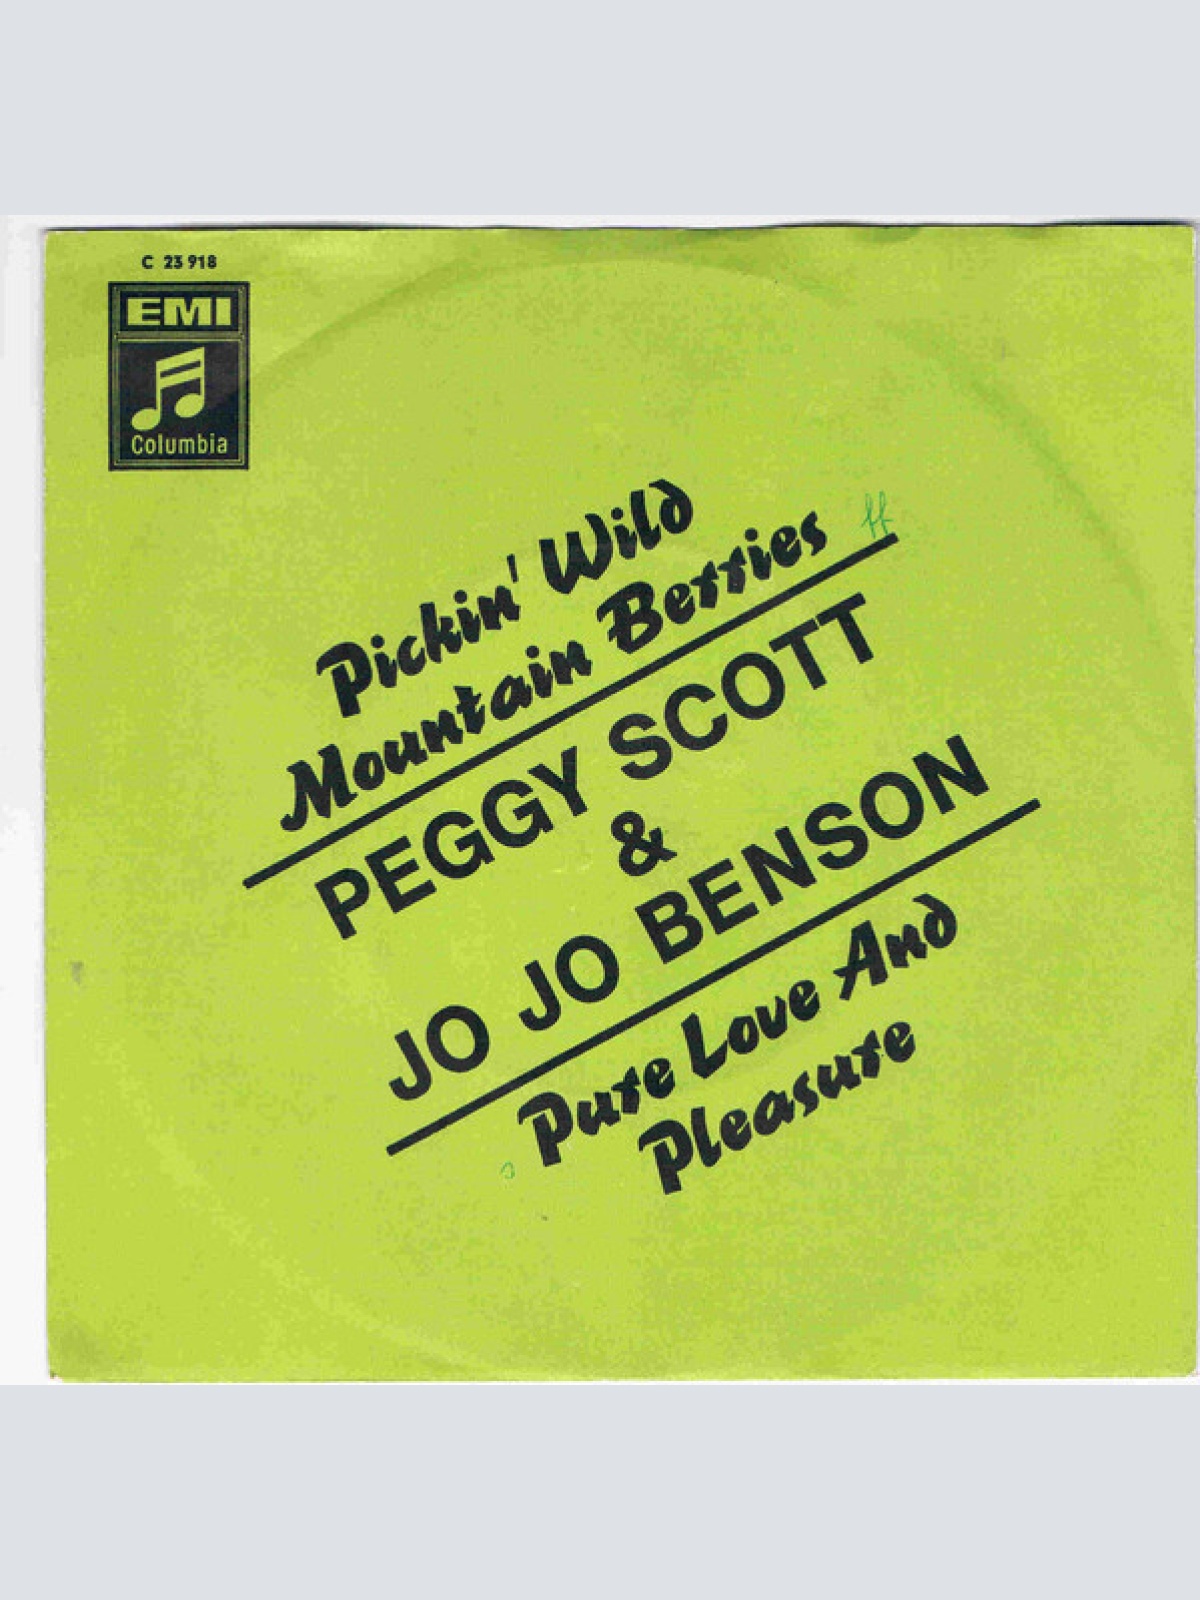 C 23 918
EMI
Columbia
Pickin' Wild
Mountain Berries
PEGGY SCOTT
&
JO JO BENSON
Pure Love And
Pleasure